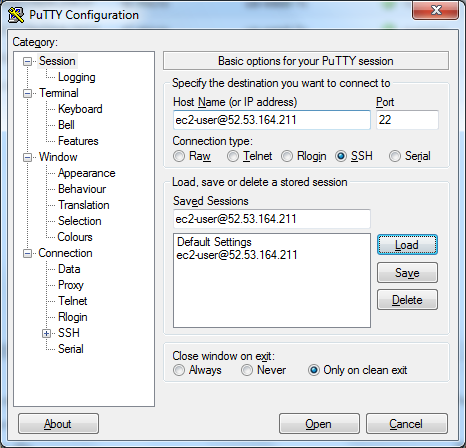 PuTTY Configuration
Category:
Session
Logging
Terminal
Keyboard
Bell
Features
Window
Appearance
Behaviour
Translation
Selection
Colours
Connection
Data
Proxy
Telnet
Rlogin
SSH
Serial
Basic options for your PuTTY session
Specify the destination you want to connect to
Host Name (or IP address) Port
ec2-user@52.53.164.211 22
Connection type:
Raw Telnet Rlogin SSH Serial
Load, save or delete a stored session
Saved Sessions
ec2-user@52.53.164.211
Default Settings
ec2-user@52.53.164.211
Load
Save
Delete
Close window on exit:
Always Never Only on clean exit
About Open Cancel